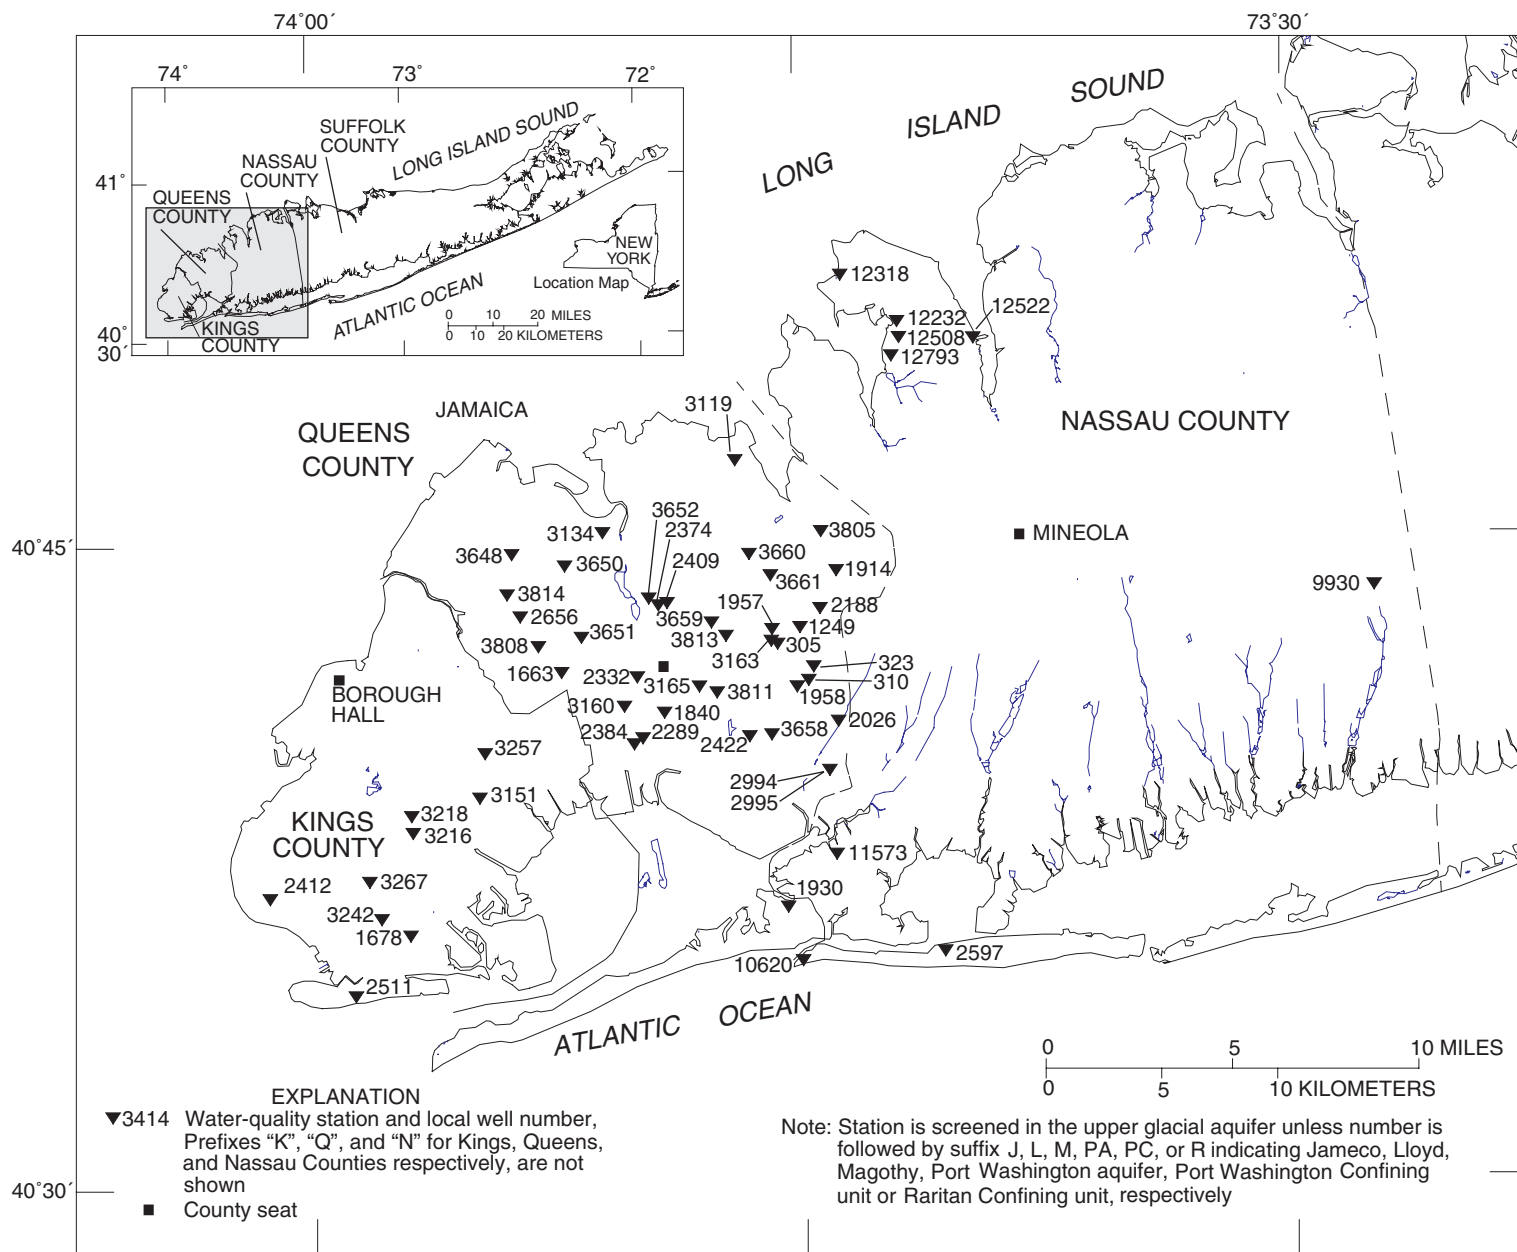 74°00´
73°30´
74°
73°
72°
41°
40°
30´
SUFFOLK
COUNTY
NASSAU
COUNTY
QUEENS
COUNTY
KINGS
COUNTY
LONG ISLAND SOUND
ATLANTIC OCEAN
NEW
YORK
Location Map
0 10 20 MILES
0 10 20 KILOMETERS
LONG ISLAND SOUND
12318
12232
12522
12508
12793
3119
JAMAICA
QUEENS
COUNTY
NASSAU COUNTY
3652
2374
3134
3805
MINEOLA
40°45´
3648
3650
2409
3660
1914
3661
9930
3814
1957
2188
2656
3659
1249
3651
3813
305
3808
3163
323
1663
2332
3165
310
3811
1958
BOROUGH
HALL
3160
1840
2026
2384
2289
2422
3658
3257
2994
2995
3151
3218
3216
KINGS
COUNTY
11573
3267
2412
1930
3242
1678
2597
10620
2511
ATLANTIC OCEAN
0 5 10 MILES
0 5 10 KILOMETERS
EXPLANATION
3414 Water-quality station and local well number,
Prefixes “K”, “Q”, and “N” for Kings, Queens,
and Nassau Counties respectively, are not
shown
County seat
40°30´
Note: Station is screened in the upper glacial aquifer unless number is
followed by suffix J, L, M, PA, PC, or R indicating Jameco, Lloyd,
Magothy, Port Washington aquifer, Port Washington Confining
unit or Raritan Confining unit, respectively